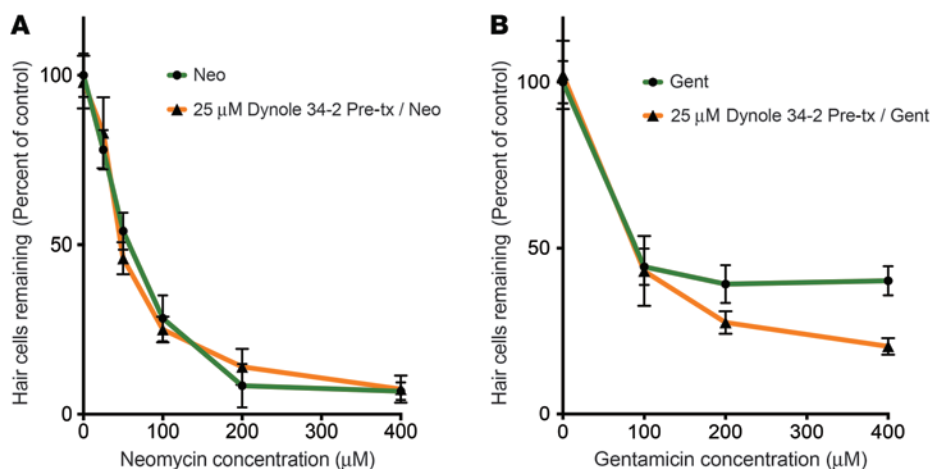 A
Hair cells remaining (Percent of control)
100
50
0
Neo
25 μM Dynole 34-2 Pre-tx / Neo
0 100 200 300 400
Neomycin concentration (μM)
B
Hair cells remaining (Percent of control)
100
50
0
Gent
25 μM Dynole 34-2 Pre-tx / Gent
0 100 200 300 400
Gentamicin concentration (μM)